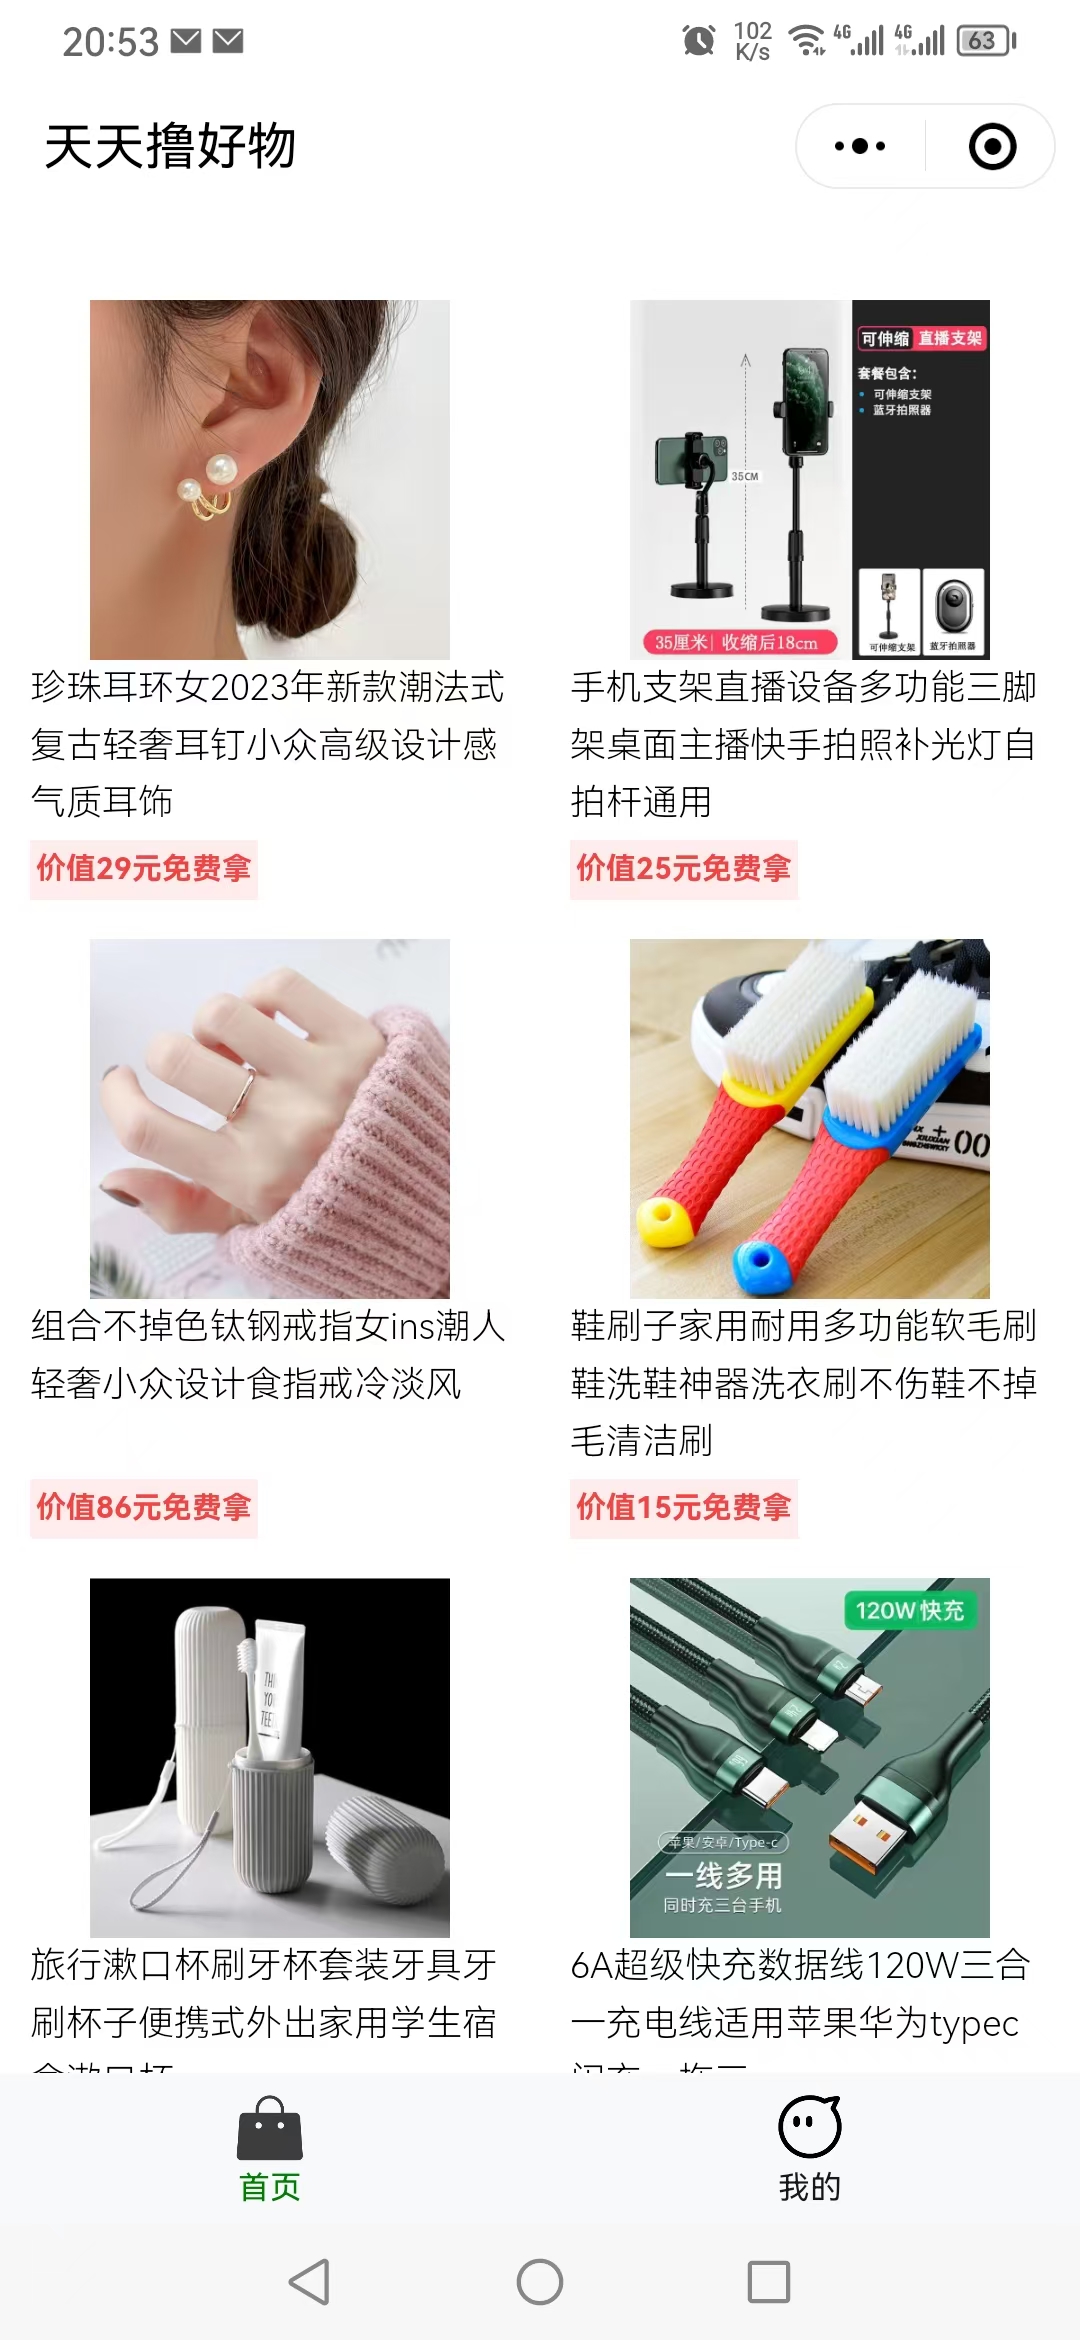 20:53
102
K/s
4G
4G
63
天天撸好物
可伸缩 直播支架
套餐包含：
可伸缩支架
蓝牙拍照器
35CM
可伸缩支架
蓝牙拍照器
35厘米| 收缩后18cm
珍珠耳环女2023年新款潮法式
复古轻奢耳钉小众高级设计感
气质耳饰
价值29元免费拿
手机支架直播设备多功能三脚
架桌面主播快手拍照补光灯自
拍杆通用
价值25元免费拿
00
组合不掉色钛钢戒指女ins潮人
轻奢小众设计食指戒冷淡风
价值86元免费拿
鞋刷子家用耐用多功能软毛刷
鞋洗鞋神器洗衣刷不伤鞋不掉
毛清洁刷
价值15元免费拿
120W快充
苹果/安卓/Type-c
一线多用
同时充三台手机
旅行漱口杯刷牙杯套装牙具牙
刷杯子便携式外出家用学生宿
6A超级快充数据线120W三合
一充电线适用苹果华为typec
首页
我的